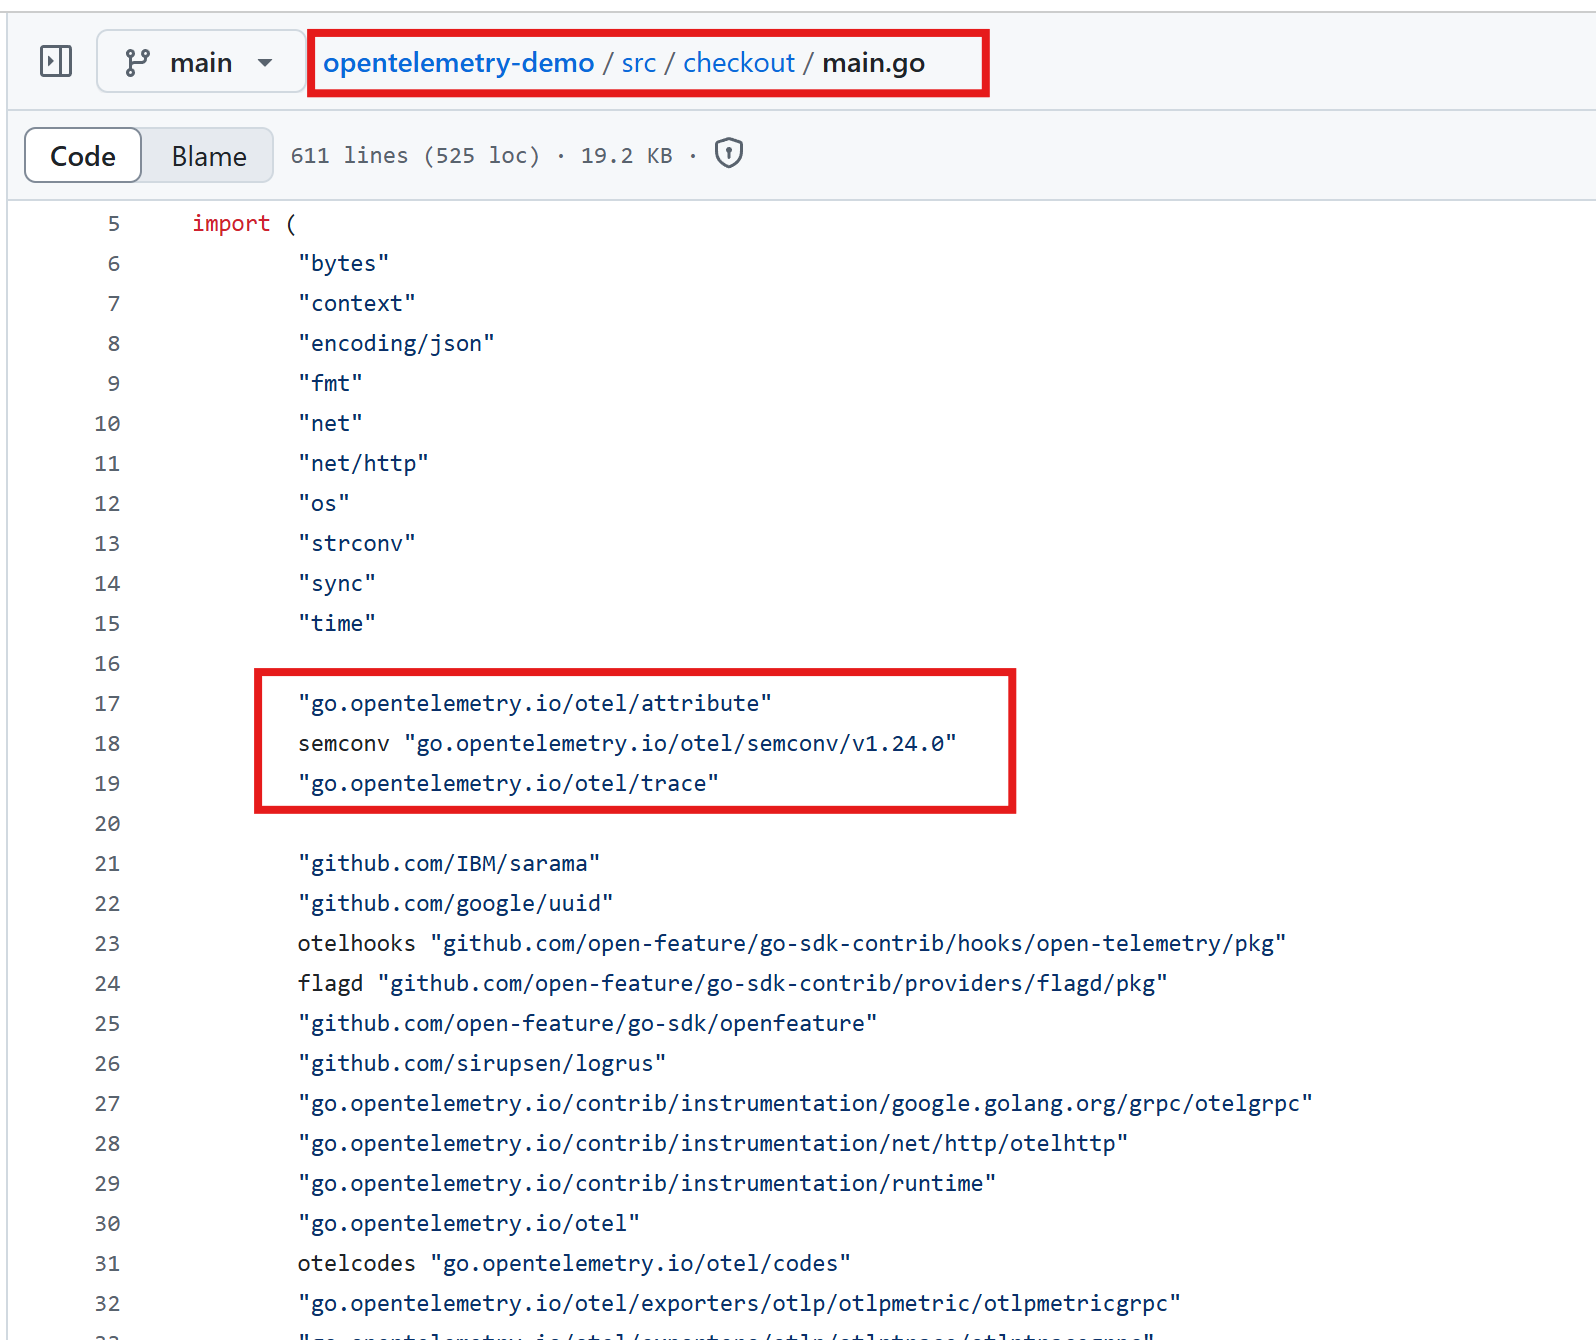 main
opentelemetry-demo / src / checkout / main.go
Code Blame 611 lines (525 loc) · 19.2 KB ·
5 import (
6 "bytes"
7 "context"
8 "encoding/json"
9 "fmt"
10 "net"
11 "net/http"
12 "os"
13 "strconv"
14 "sync"
15 "time"
16
17 "go.opentelemetry.io/otel/attribute"
18 semconv "go.opentelemetry.io/otel/semconv/v1.24.0"
19 "go.opentelemetry.io/otel/trace"
20
21 "github.com/IBM/sarama"
22 "github.com/google/uuid"
23 otelhooks "github.com/open-feature/go-sdk-contrib/hooks/open-telemetry/pkg"
24 flagd "github.com/open-feature/go-sdk-contrib/providers/flagd/pkg"
25 "github.com/open-feature/go-sdk/openfeature"
26 "github.com/sirupsen/logrus"
27 "go.opentelemetry.io/contrib/instrumentation/google.golang.org/grpc/otelgrpc"
28 "go.opentelemetry.io/contrib/instrumentation/net/http/otelhttp"
29 "go.opentelemetry.io/contrib/instrumentation/runtime"
30 "go.opentelemetry.io/otel"
31 otelcodes "go.opentelemetry.io/otel/codes"
32 "go.opentelemetry.io/otel/exporters/otlp/otlpmetric/otlpmetricgrpc"